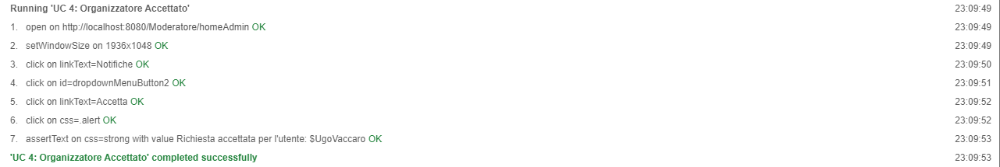 Running 'UC 4: Organizzatore Accettato' 23:09:49
1. open on http://localhost:8080/Moderatore/homeAdmin OK 23:09:49
2. setWindowSize on 1936x1048 OK 23:09:49
3. click on linkText=Notifiche OK 23:09:50
4. click on id=dropdownMenuButton2 OK 23:09:51
5. click on linkText=Accetta OK 23:09:52
6. click on css=.alert OK 23:09:52
7. assertText on css=strong with value Richiesta accettata per l'utente: $UgoVaccaro OK 23:09:53
'UC 4: Organizzatore Accettato' completed successfully 23:09:53